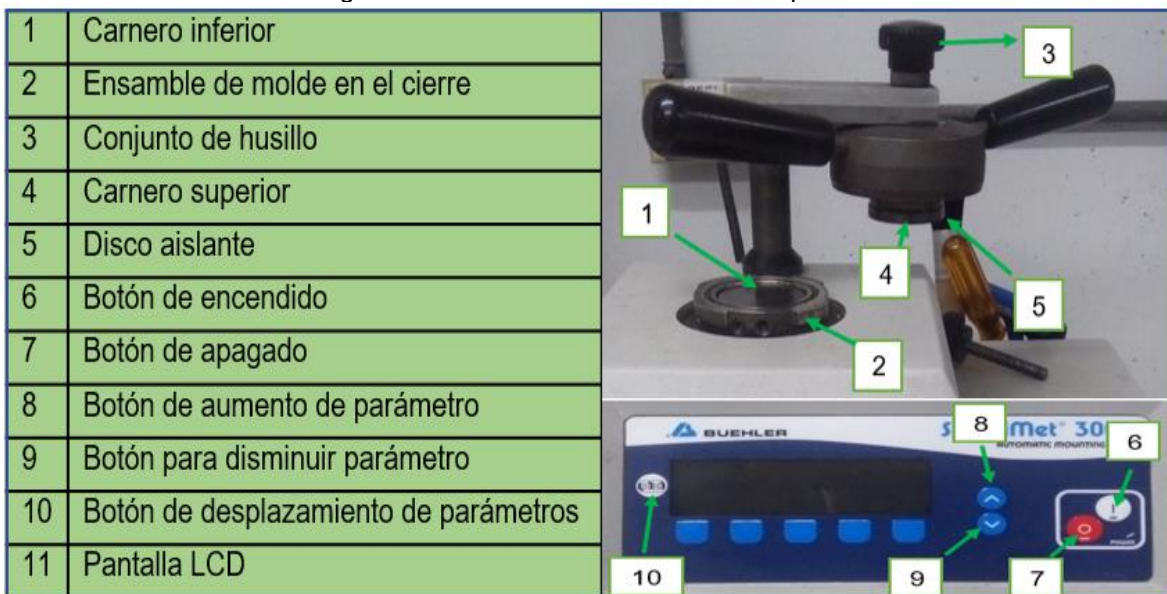 1 Carnero inferior
2 Ensamble de molde en el cierre
3 Conjunto de husillo
4 Carnero superior
5 Disco aislante
6 Botón de encendido
7 Botón de apagado
8 Botón de aumento de parámetro
9 Botón para disminuir parámetro
10 Botón de desplazamiento de parámetros
11 Pantalla LCD
3
1
4
5
2
BUEHLER
Met® 30
AUTOMATIC MOUNTING
8
6
POWER
10
9
7